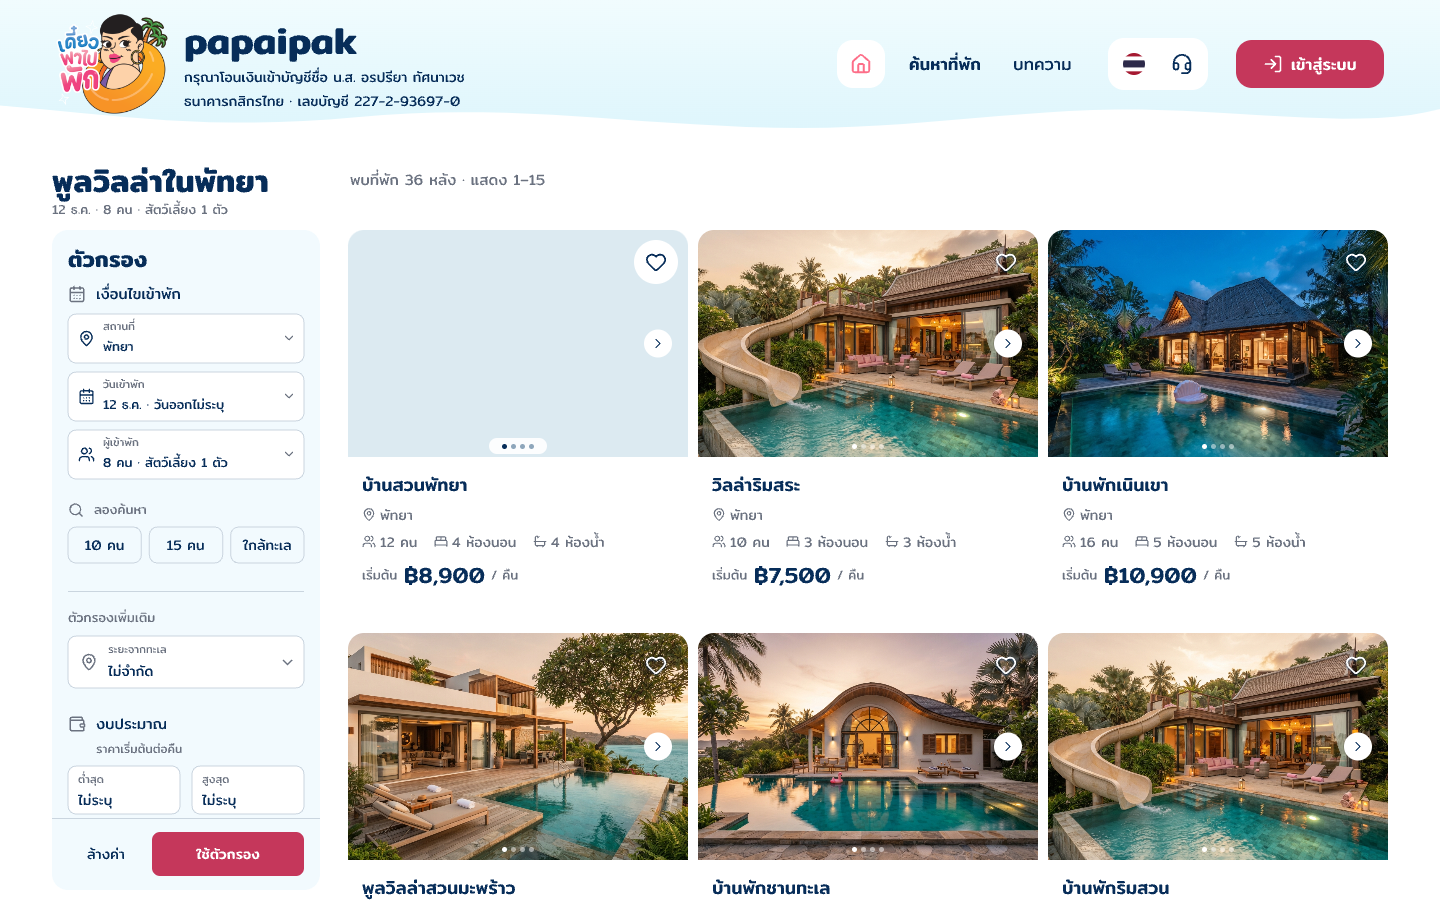 เดี๋ยว
พาไป
พัก
papaipak
กรุณาโอนเงินเข้าบัญชีชื่อ น.ส. อรปรียา ทัศนาเวช
ธนาคารกสิกรไทย · เลขบัญชี 227-2-93697-0
ค้นหาที่พัก
บทความ
เข้าสู่ระบบ
พูลวิลล่าในพัทยา
12 ธ.ค. · 8 คน · สัตว์เลี้ยง 1 ตัว
พบที่พัก 36 หลัง · แสดง 1–15
ตัวกรอง
เงื่อนไขเข้าพัก
สถานที่
พัทยา
วันเข้าพัก
12 ธ.ค. · วันออกไม่ระบุ
ผู้เข้าพัก
8 คน · สัตว์เลี้ยง 1 ตัว
ลองค้นหา
10 คน
15 คน
ใกล้ทะเล
ตัวกรองเพิ่มเติม
ระยะจากทะเล
ไม่จำกัด
งบประมาณ
ราคาเริ่มต้นต่อคืน
ต่ำสุด
ไม่ระบุ
สูงสุด
ไม่ระบุ
ล้างค่า
ใช้ตัวกรอง
บ้านสวนพัทยา
พัทยา
12 คน 4 ห้องนอน 4 ห้องน้ำ
เริ่มต้น ฿8,900 / คืน
วิลล่าริมสระ
พัทยา
10 คน 3 ห้องนอน 3 ห้องน้ำ
เริ่มต้น ฿7,500 / คืน
บ้านพักเนินเขา
พัทยา
16 คน 5 ห้องนอน 5 ห้องน้ำ
เริ่มต้น ฿10,900 / คืน
พูลวิลล่าสวนมะพร้าว
บ้านพักชานทะเล
บ้านพักริมสวน